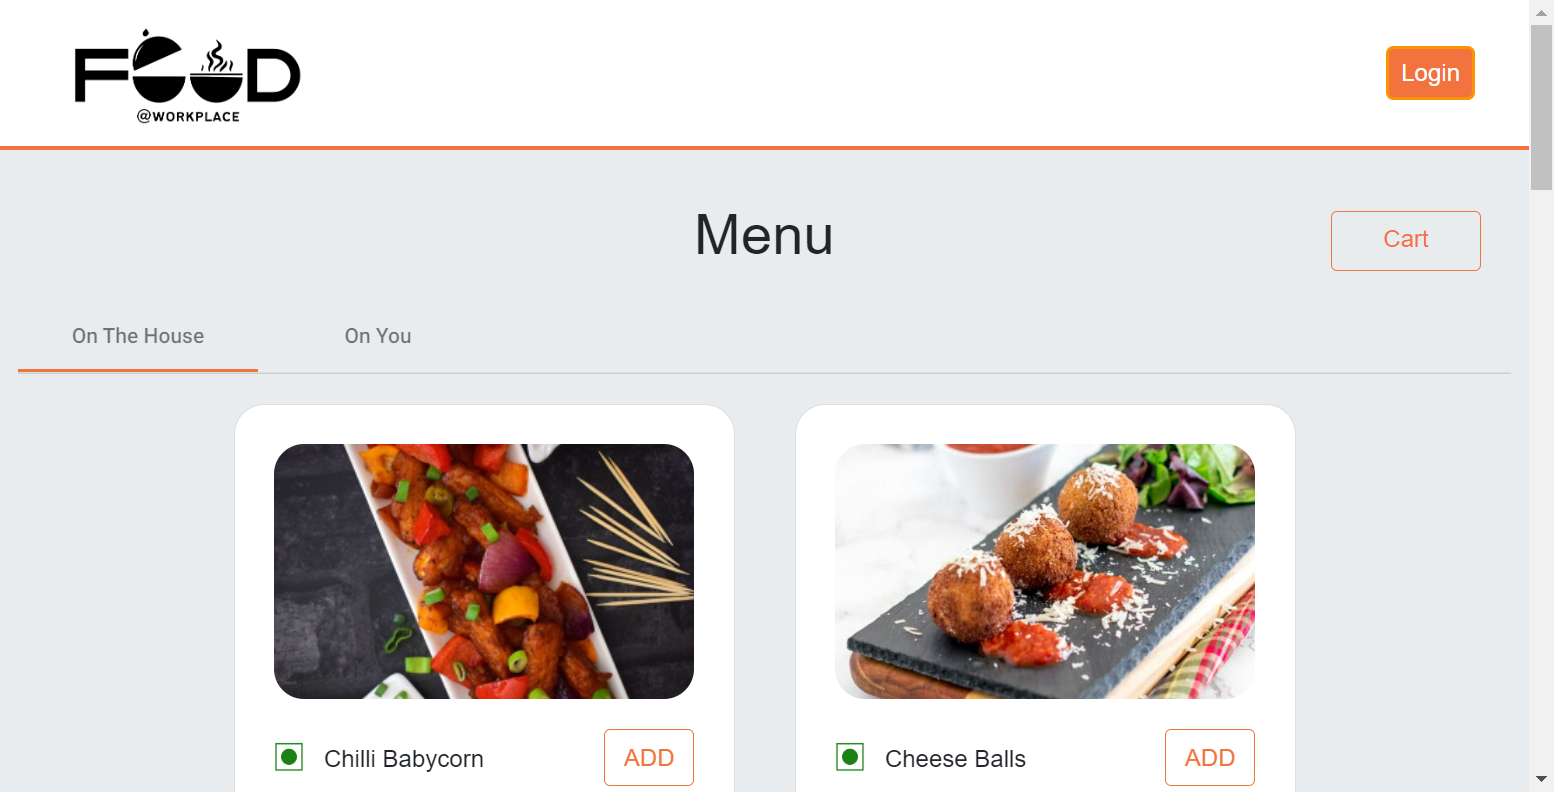 FOOD
@WORKPLACE
Login
Menu
Cart
On The House
On You
Chilli Babycorn
ADD
Cheese Balls
ADD